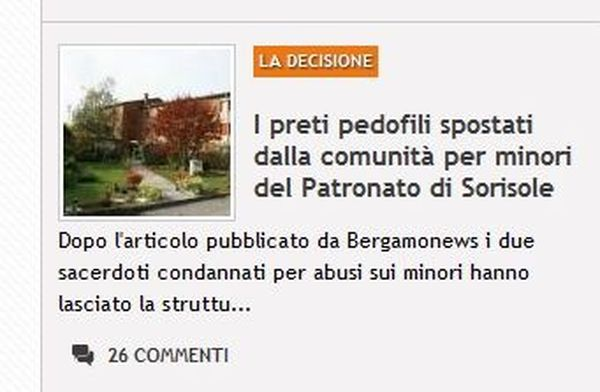 LA DECISIONE
I preti pedofili spostati
dalla comunità per minori
del Patronato di Sorisole
Dopo l'articolo pubblicato da Bergamonews i due
sacerdoti condannati per abusi sui minori hanno
lasciato la struttu...
26 COMMENTI